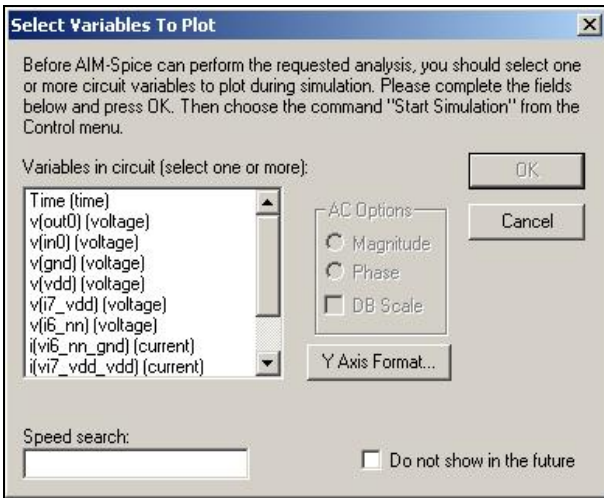 Select Variables To Plot
Before AIM-Spice can perform the requested analysis, you should select one
or more circuit variables to plot during simulation. Please complete the fields
below and press OK. Then choose the command "Start Simulation" from the
Control menu.
Variables in circuit (select one or more):
Time (time)
v(out0) (voltage)
v(in0) (voltage)
v(gnd) (voltage)
v(vdd) (voltage)
v(i7_vdd) (voltage)
v(i6_nn) (voltage)
i(vi6_nn_gnd) (current)
i(vi7_vdd_vdd) (current)
AC Options
Magnitude
Phase
DB Scale
Y Axis Format...
OK
Cancel
Speed search:
Do not show in the future